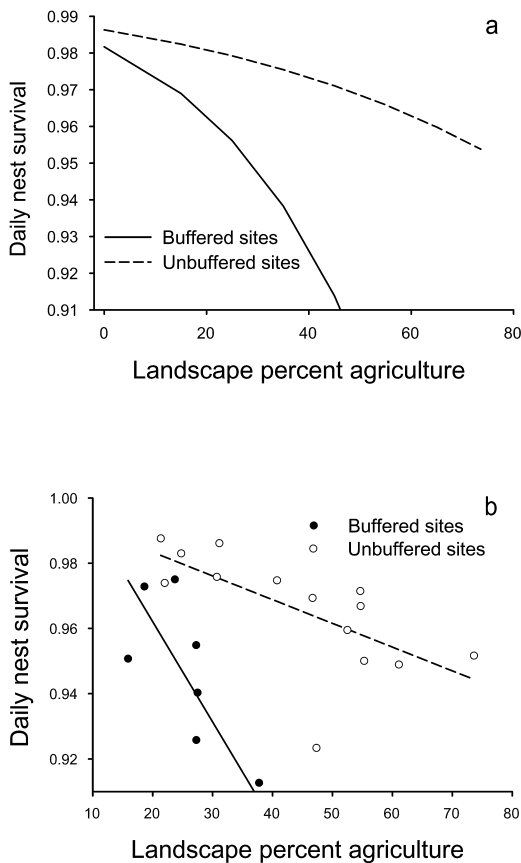 a
0.99
0.98
0.97
0.96
0.95
0.94
0.93
0.92
0.91
Daily nest survival
Buffered sites
Unbuffered sites
0 20 40 60 80
Landscape percent agriculture
b
1.00
0.98
0.96
0.94
0.92
Daily nest survival
Buffered sites
Unbuffered sites
10 20 30 40 50 60 70 80
Landscape percent agriculture